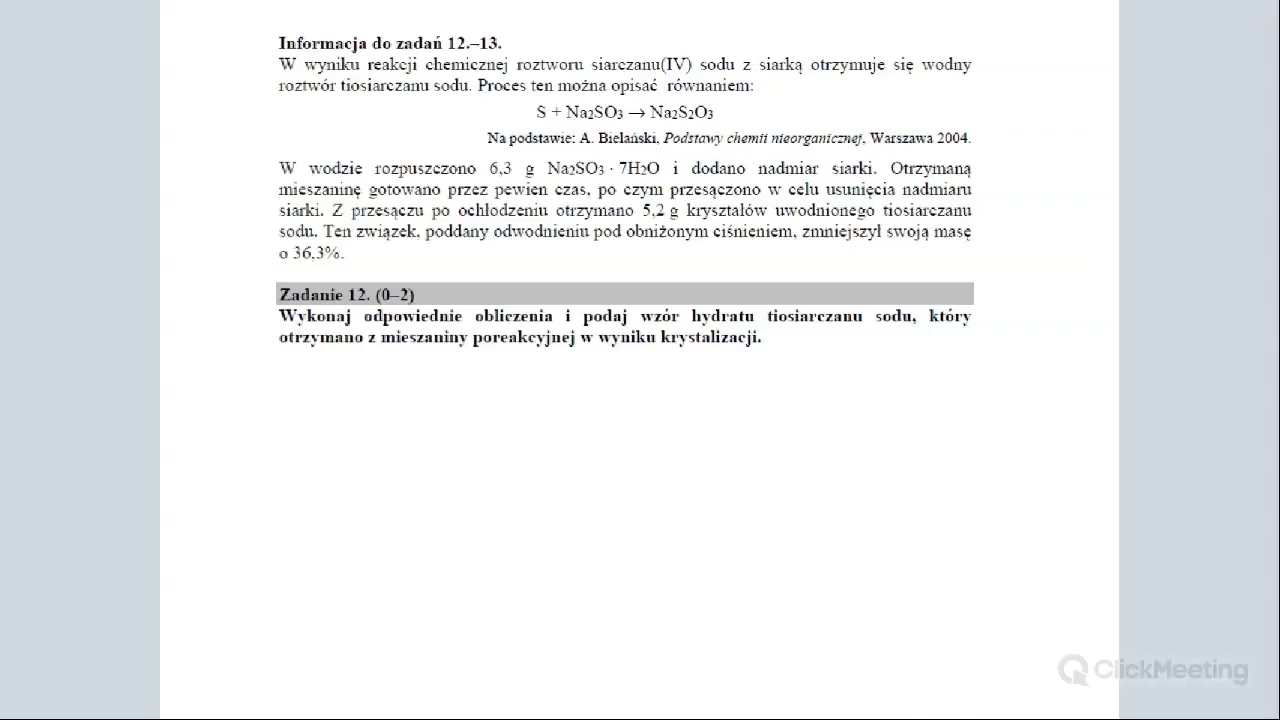 Informacja do zadań 12.–13.
W wyniku reakcji chemicznej roztworu siarczanu(IV) sodu z siarką otrzymuje się wodny
roztwór tiosiarczanu sodu. Proces ten można opisać równaniem:
S + Na2SO3 → Na2S2O3
Na podstawie: A. Bielański, Podstawy chemii nieorganicznej, Warszawa 2004.
W wodzie rozpuszczono 6,3 g Na2SO3 · 7H2O i dodano nadmiar siarki. Otrzymaną
mieszaninę gotowano przez pewien czas, po czym przesączono w celu usunięcia nadmiaru
siarki. Z przesączu po ochłodzeniu otrzymano 5,2 g kryształów uwodnionego tiosiarczanu
sodu. Ten związek, poddany odwodnieniu pod obniżonym ciśnieniem, zmniejszył swoją masę
o 36,3%.
Zadanie 12. (0–2)
Wykonaj odpowiednie obliczenia i podaj wzór hydratu tiosiarczanu sodu, który
otrzymano z mieszaniny poreakcyjnej w wyniku krystalizacji.
ClickMeeting